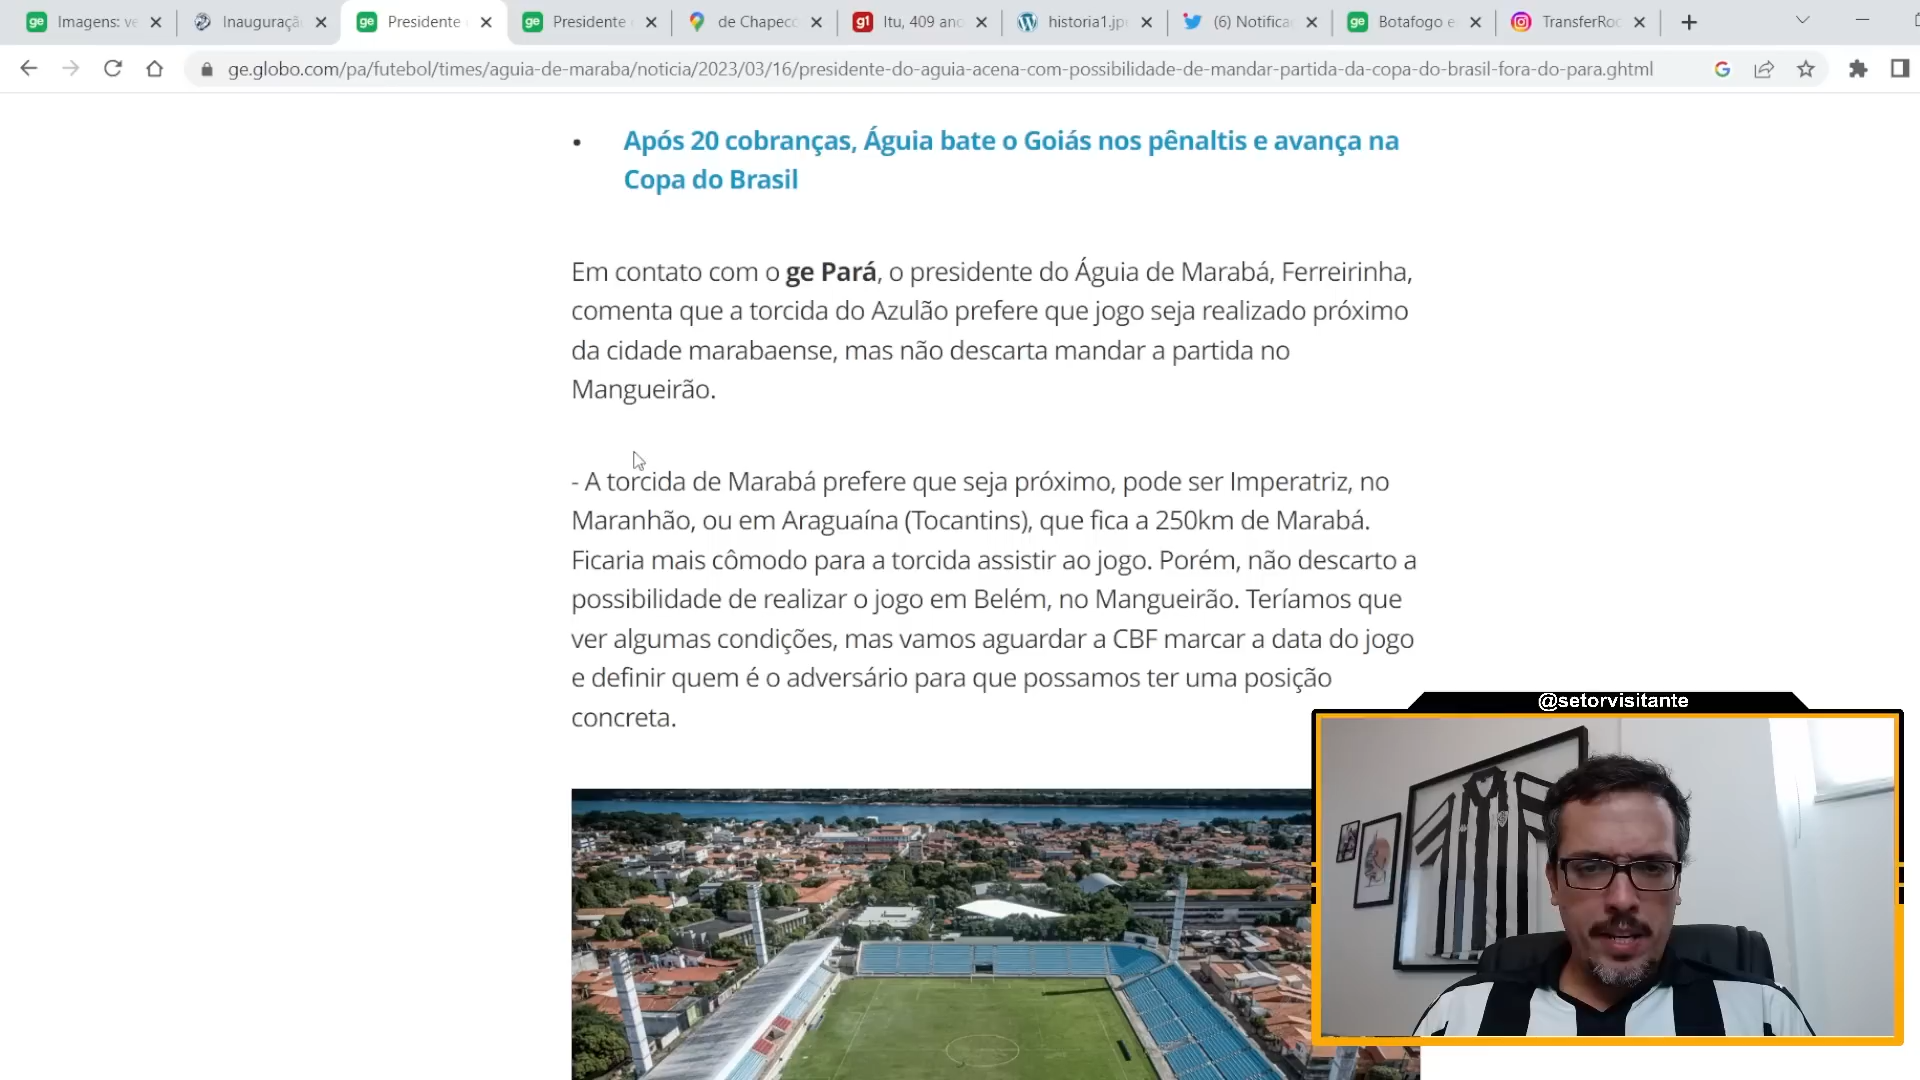 Imagens: ve
Inauguraçã
Presidente
Presidente
de Chapec
Itu, 409 ano
historia1.jp
(6) Notifica
Botafogo e
TransferRo
ge.globo.com/pa/futebol/times/aguia-de-maraba/noticia/2023/03/16/presidente-do-aguia-acena-com-possibilidade-de-mandar-partida-da-copa-do-brasil-fora-do-para.ghtml
• Após 20 cobranças, Águia bate o Goiás nos pênaltis e avança na
Copa do Brasil
Em contato com o ge Pará, o presidente do Águia de Marabá, Ferreirinha,
comenta que a torcida do Azulão prefere que jogo seja realizado próximo
da cidade marabaense, mas não descarta mandar a partida no
Mangueirão.
- A torcida de Marabá prefere que seja próximo, pode ser Imperatriz, no
Maranhão, ou em Araguaína (Tocantins), que fica a 250km de Marabá.
Ficaria mais cômodo para a torcida assistir ao jogo. Porém, não descarto a
possibilidade de realizar o jogo em Belém, no Mangueirão. Teríamos que
ver algumas condições, mas vamos aguardar a CBF marcar a data do jogo
e definir quem é o adversário para que possamos ter uma posição
concreta.
@setorvisitante